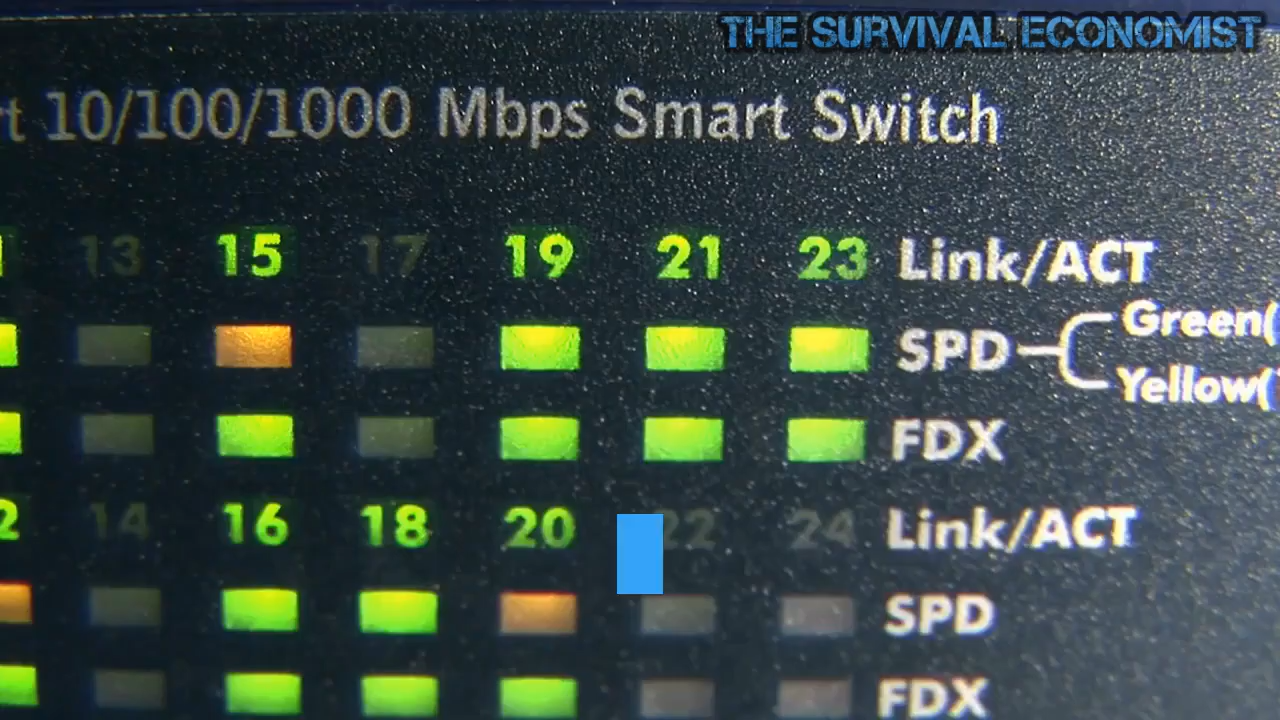 THE SURVIVAL ECONOMIST
10/100/1000 Mbps Smart Switch
13 15 17 19 21 23 Link/ACT
Green(
SPD
Yellow(
FDX
14 16 18 20 22 24 Link/ACT
SPD
FDX